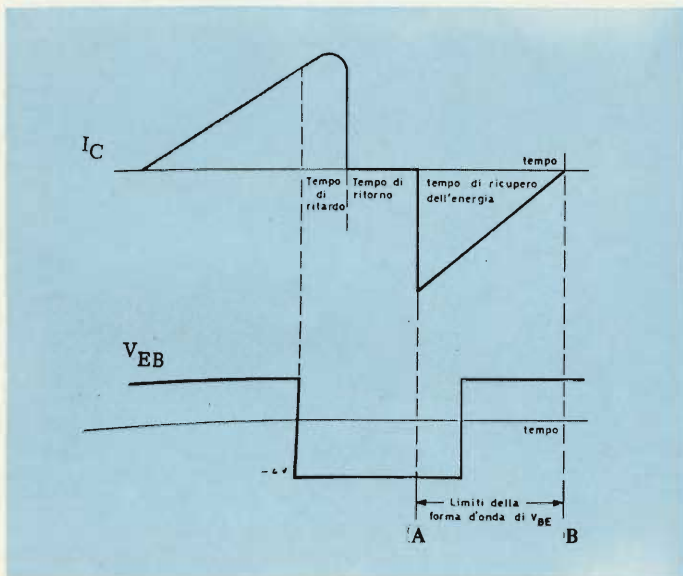 I_C
tempo
Tempo di ritardo
Tempo di ritorno
tempo di ricupero
dell'energia
V_EB
tempo
-4V
Limiti della
forma d'onda di V_BE
A
B